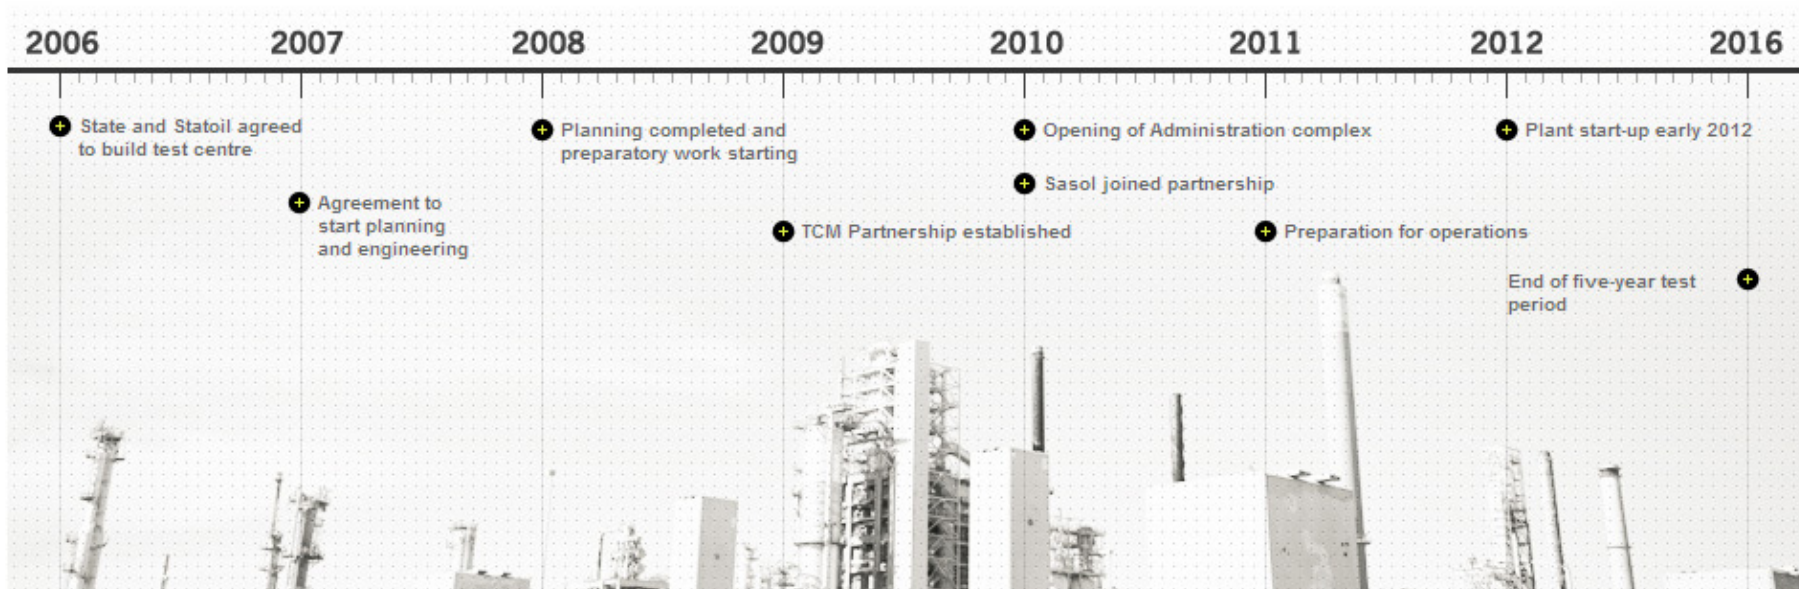 2006 2007 2008 2009 2010 2011 2012 2016
State and Statoil agreed
to build test centre
Agreement to
start planning
and engineering
Planning completed and
preparatory work starting
TCM Partnership established
Opening of Administration complex
Sasol joined partnership
Preparation for operations
Plant start-up early 2012
End of five-year test
period